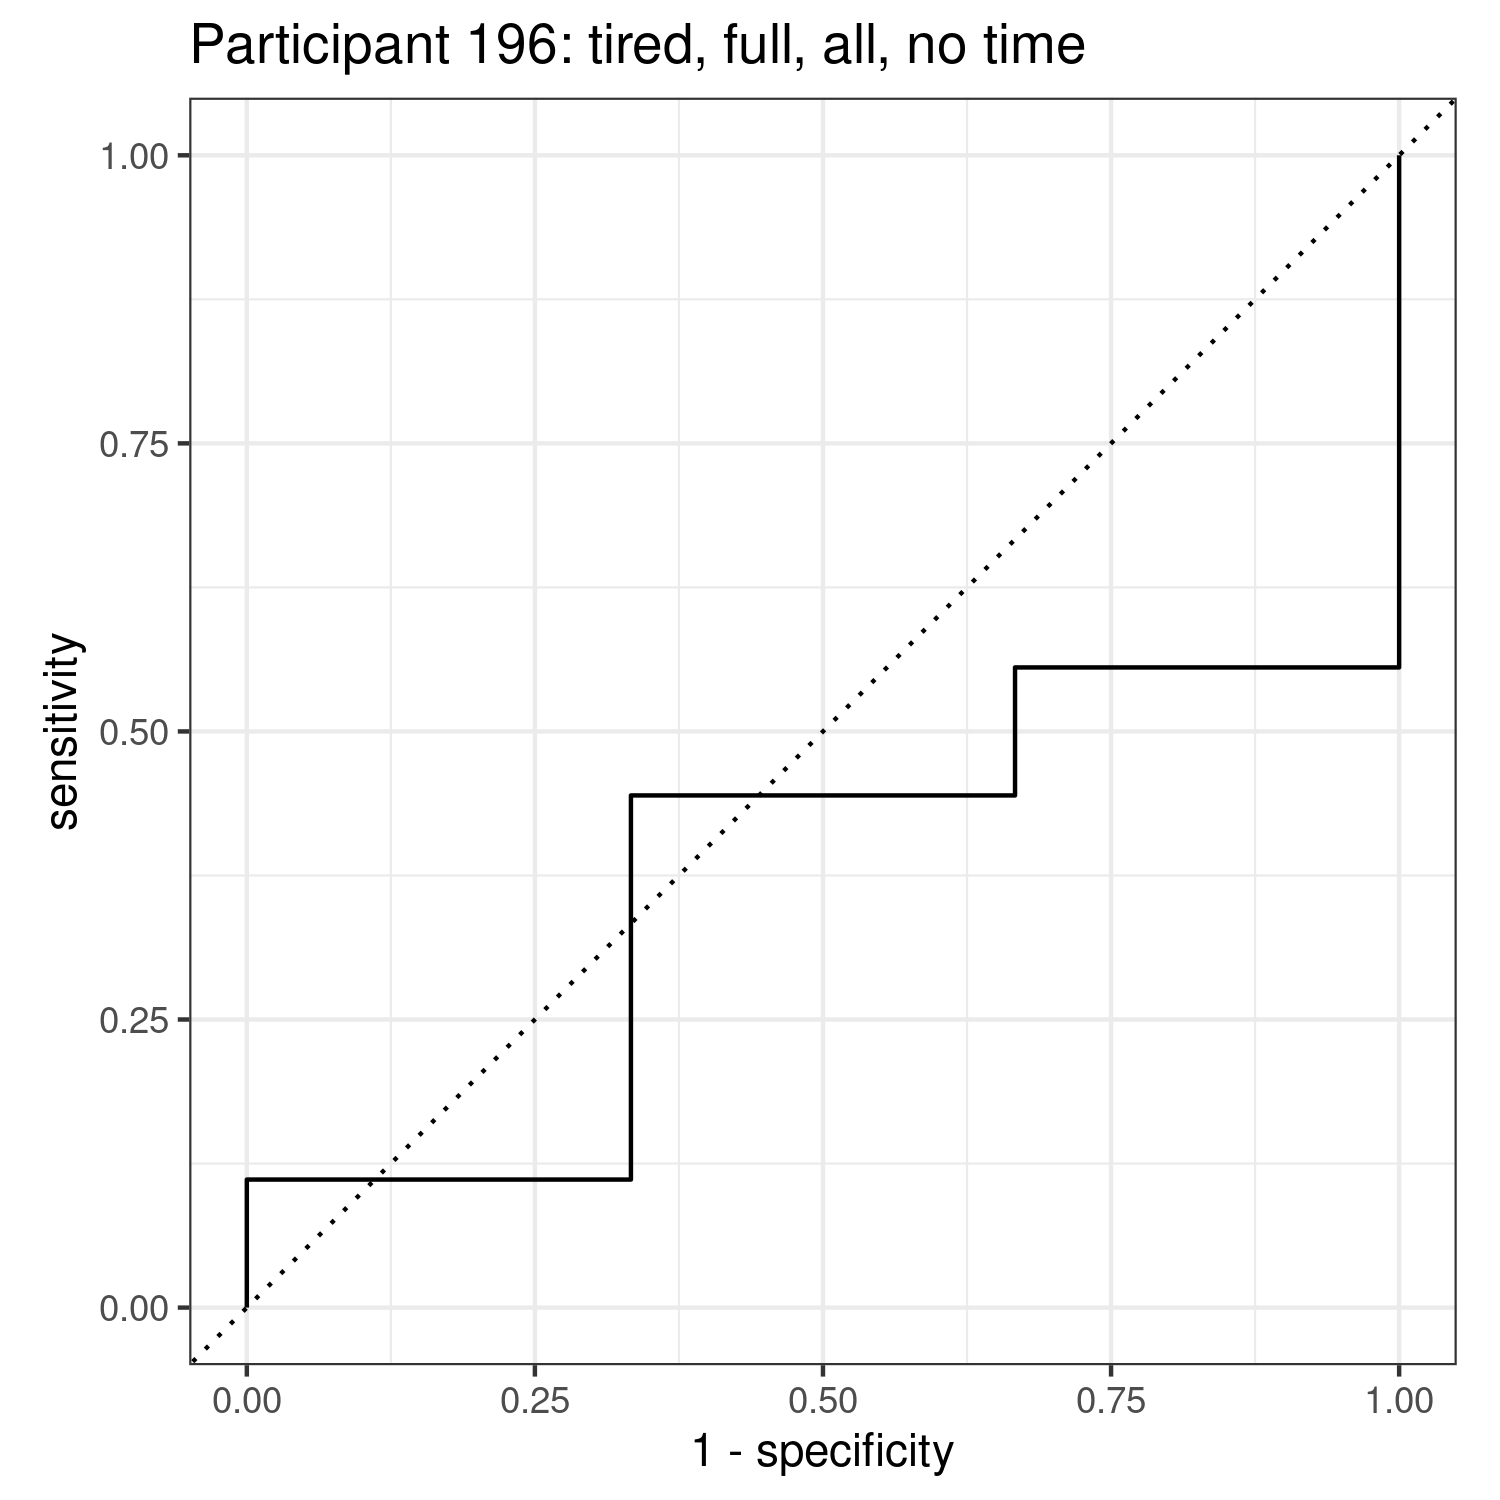 Participant 196: tired, full, all, no time
1.00
0.75
0.50
0.25
0.00
sensitivity
0.00 0.25 0.50 0.75 1.00
1 - specificity